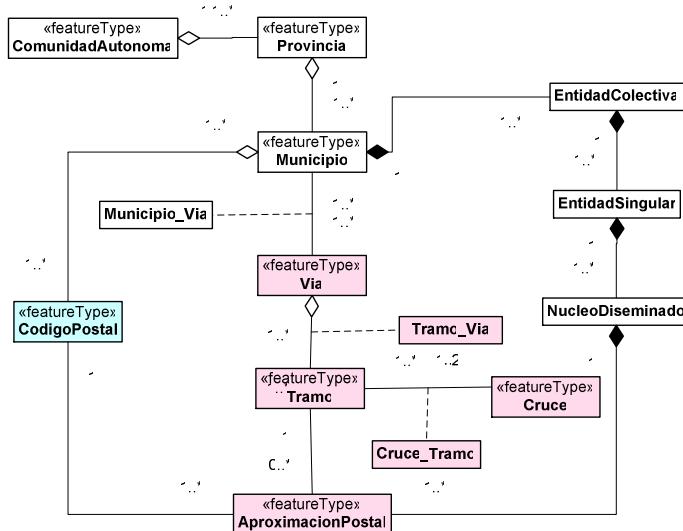 «featureType»
ComunidadAutonoma
«featureType»
Provincia
EntidadColectiva
«featureType»
Municipio
Municipio_Via
EntidadSingular
«featureType»
Via
«featureType»
CodigoPostal
NucleoDiseminado
Tramo_Via
«featureType»
Tramo
«featureType»
Cruce
Cruce_Tramo
«featureType»
AproximacionPostal